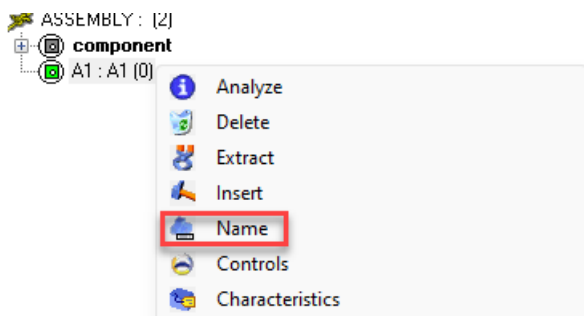 ASSEMBLY : (2)
component
A1 : A1 (0)
Analyze
Delete
Extract
Insert
Name
Controls
Characteristics